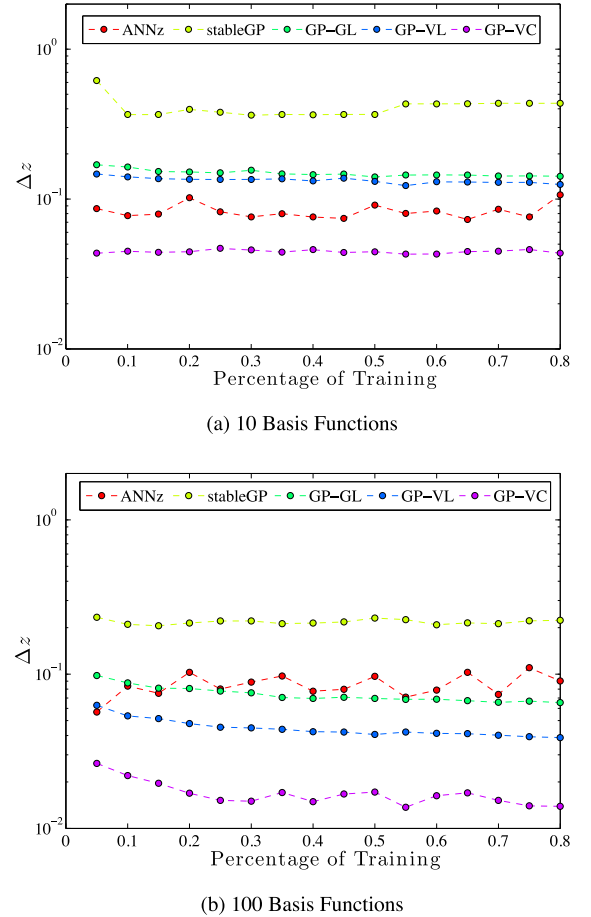 ANNz stableGP GP-GL GP-VL GP-VC
10^0
10^-1
10^-2
Δz
0 0.1 0.2 0.3 0.4 0.5 0.6 0.7 0.8
Percentage of Training
(a) 10 Basis Functions
ANNz stableGP GP-GL GP-VL GP-VC
10^0
10^-1
10^-2
Δz
0 0.1 0.2 0.3 0.4 0.5 0.6 0.7 0.8
Percentage of Training
(b) 100 Basis Functions